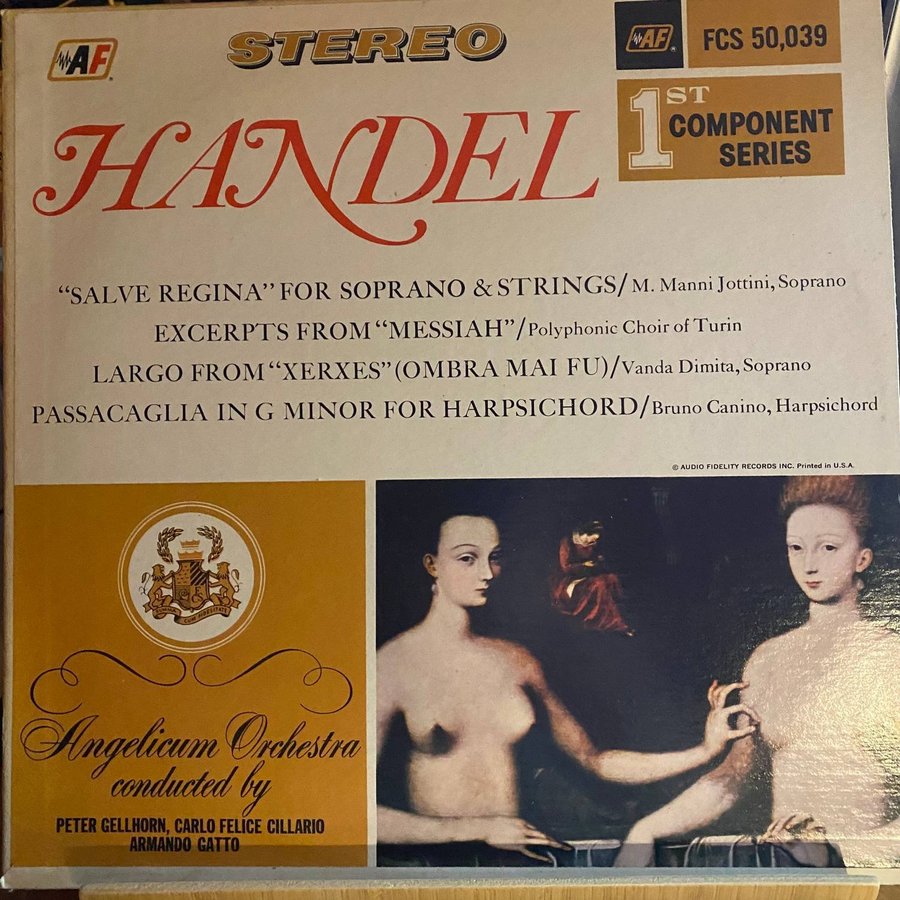 AF
STEREO
AF FCS 50,039
1ST COMPONENT SERIES
HANDEL
“SALVE REGINA” FOR SOPRANO & STRINGS/M. Manni Jottini, Soprano
EXCERPTS FROM “MESSIAH”/Polyphonic Choir of Turin
LARGO FROM “XERXES” (OMBRA MAI FU)/Vanda Dimita, Soprano
PASSACAGLIA IN G MINOR FOR HARPSICHORD/Bruno Canino, Harpsichord
© AUDIO FIDELITY RECORDS INC. Printed in U.S.A.
Angelicum Orchestra
conducted by
PETER GELLHORN, CARLO FELICE CILLARIO
ARMANDO GATTO